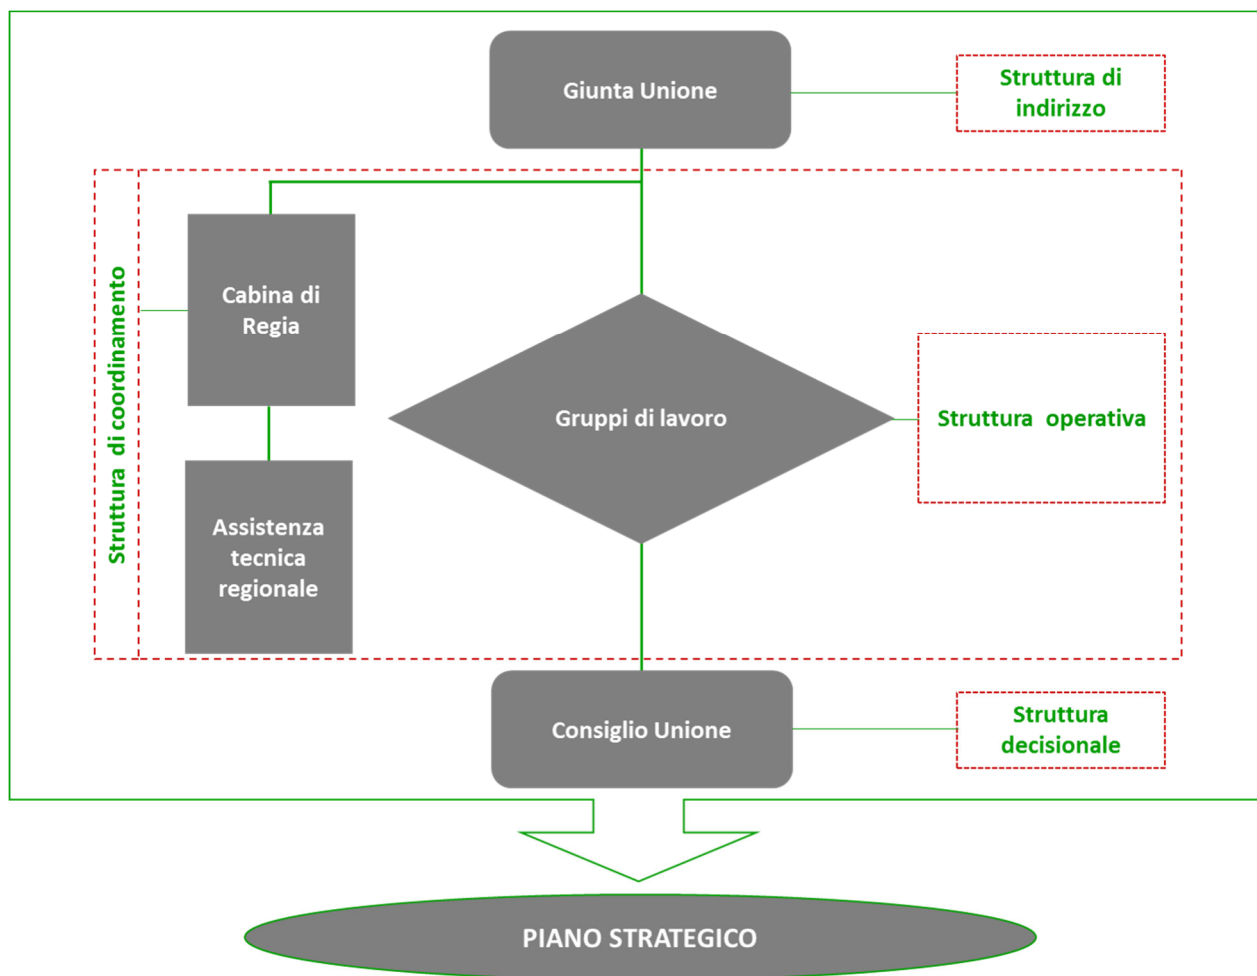 Giunta Unione
Struttura di
indirizzo
Struttura di coordinamento
Cabina di
Regia
Gruppi di lavoro
Struttura operativa
Assistenza
tecnica
regionale
Consiglio Unione
Struttura
decisionale
PIANO STRATEGICO